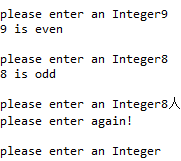 please enter an Integer9
9 is even
please enter an Integer8
8 is odd
please enter an Integer8人
please enter again!
please enter an Integer